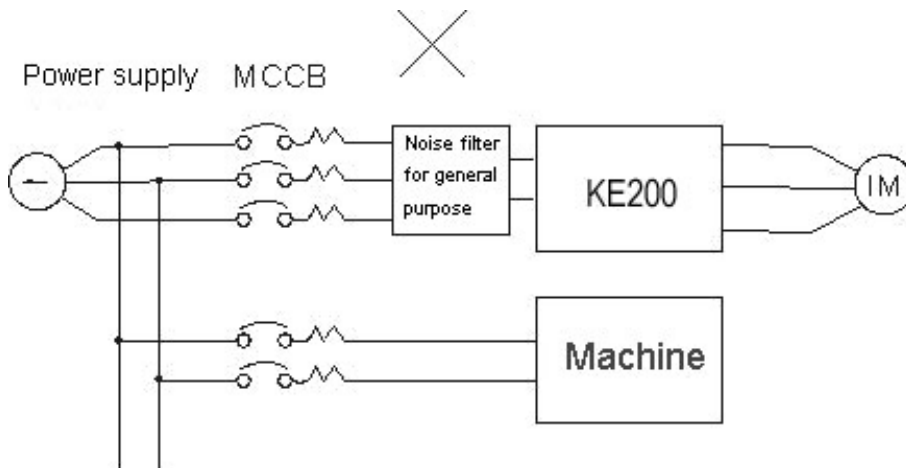 Power supply MCCB
Noise filter
for general
purpose
KE200
IM
Machine